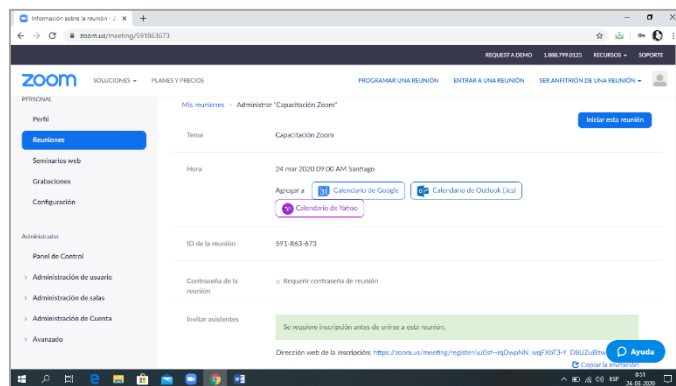 Información sobre la reunión - Z
zoom.us/meeting/591863673
REQUEST A DEMO 1.888.799.0125 RECURSOS SOPORTE
zoom SOLUCIONES PLANES Y PRECIOS PROGRAMAR UNA REUNIÓN ENTRAR A UNA REUNIÓN SER ANFITRIÓN DE UNA REUNIÓN
PERSONAL
Perfil
Reuniones
Seminarios web
Grabaciones
Configuración
Administrador
Panel de Control
Administración de usuario
Administración de salas
Administración de Cuenta
Avanzado
Mis reuniones > Administrar "Capacitación Zoom"
Iniciar esta reunión
Tema Capacitación Zoom
Hora 24 mar 2020 09:00 AM Santiago
Agregar a 31 Calendario de Google Calendario de Outlook (.ics)
Calendario de Yahoo
ID de la reunión 591-863-673
Contraseña de la × Requerir contraseña de reunión
reunión
Invitar asistentes
Se requiere inscripción antes de unirse a esta reunión.
Dirección web de la inscripción:
Copiar la invitación
Ayuda
ESP 8:51
24-03-2020